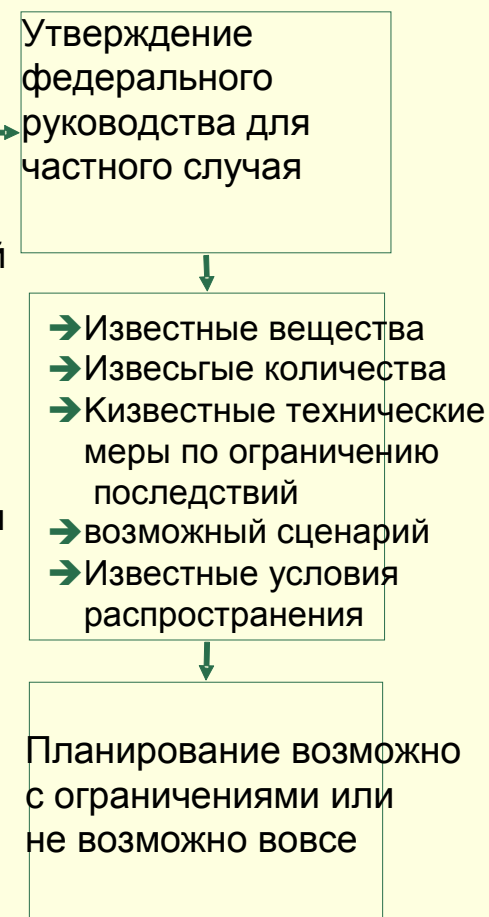 Утверждение
федерального
руководства для
частного случая
й
Известные вещества
Извесьгые количества
Кизвестные технические
меры по ограничению
последствий
и
возможный сценарий
Известные условия
распространения
Планирование возможно
с ограничениями или
не возможно вовсе